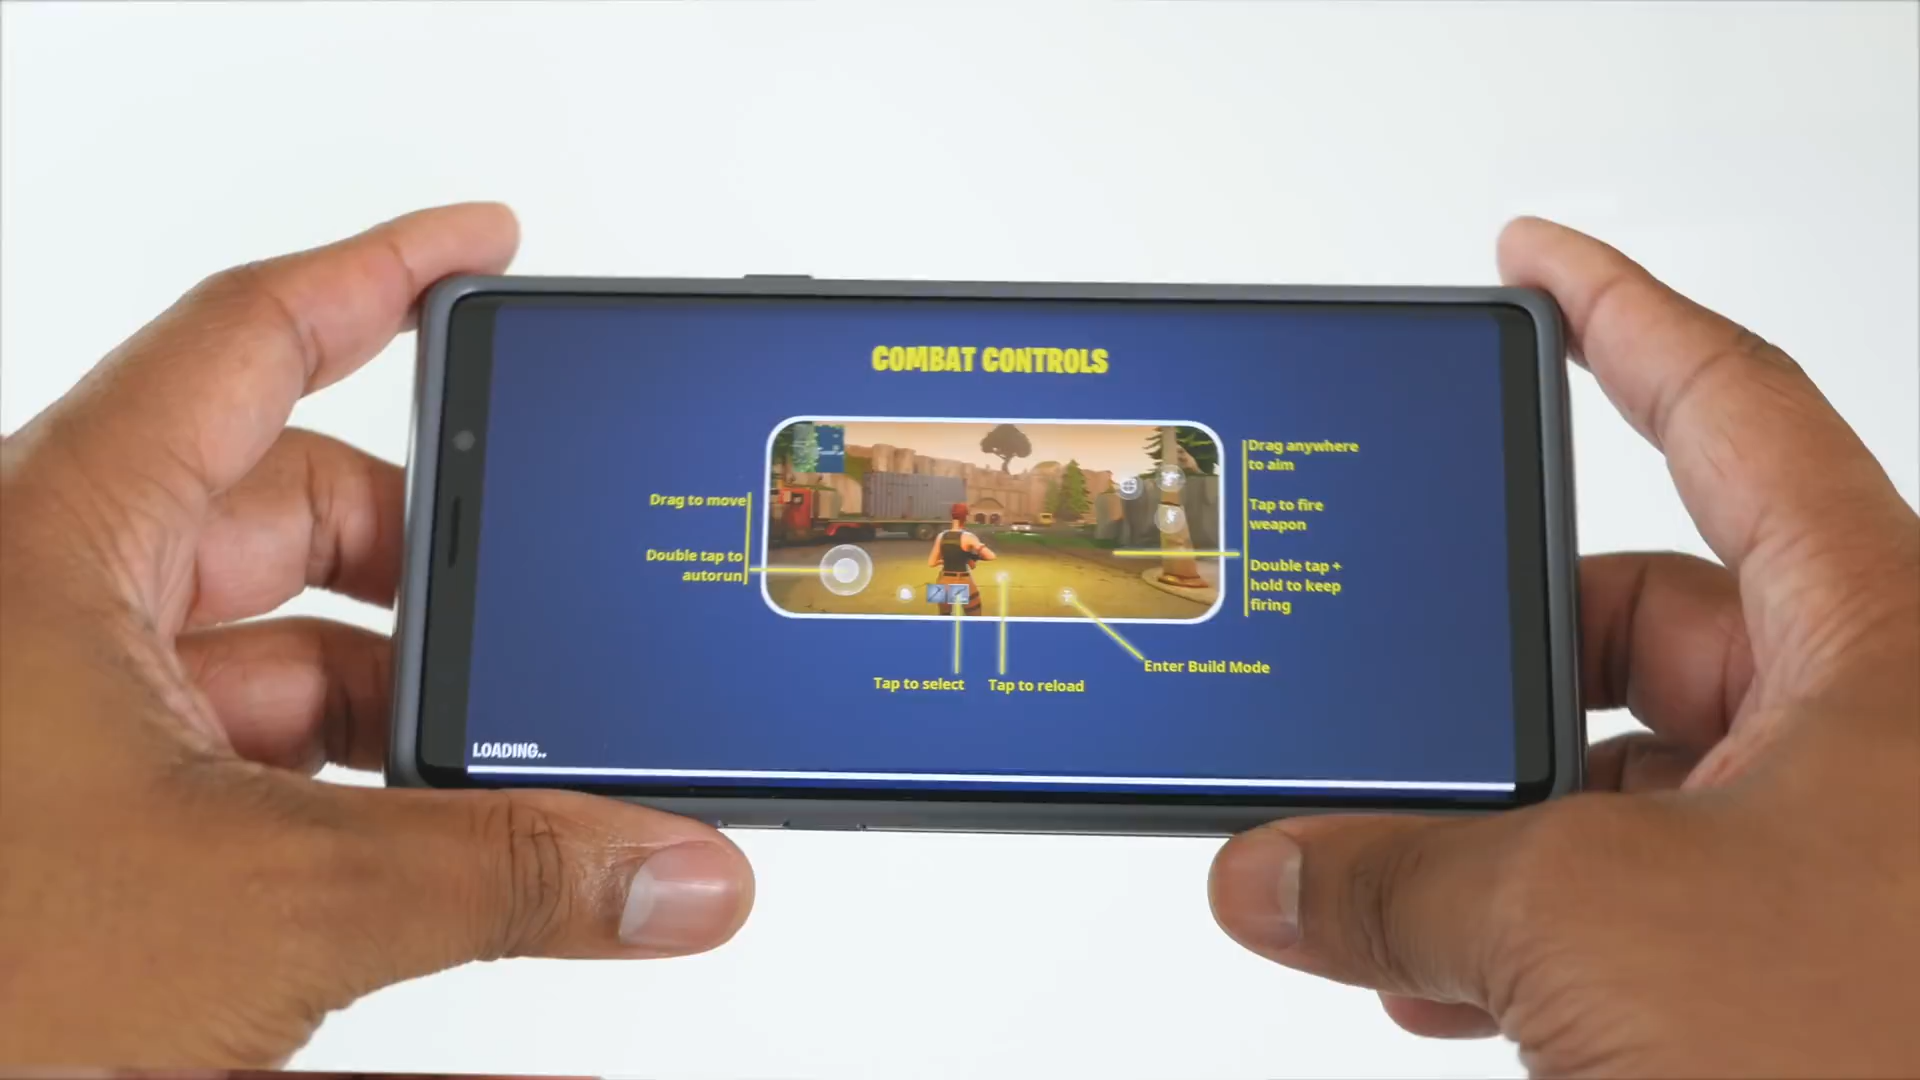 COMBAT CONTROLS
Drag to move
Double tap to
autorun
Drag anywhere
to aim
Tap to fire
weapon
Double tap +
hold to keep
firing
Tap to select
Tap to reload
Enter Build Mode
LOADING..